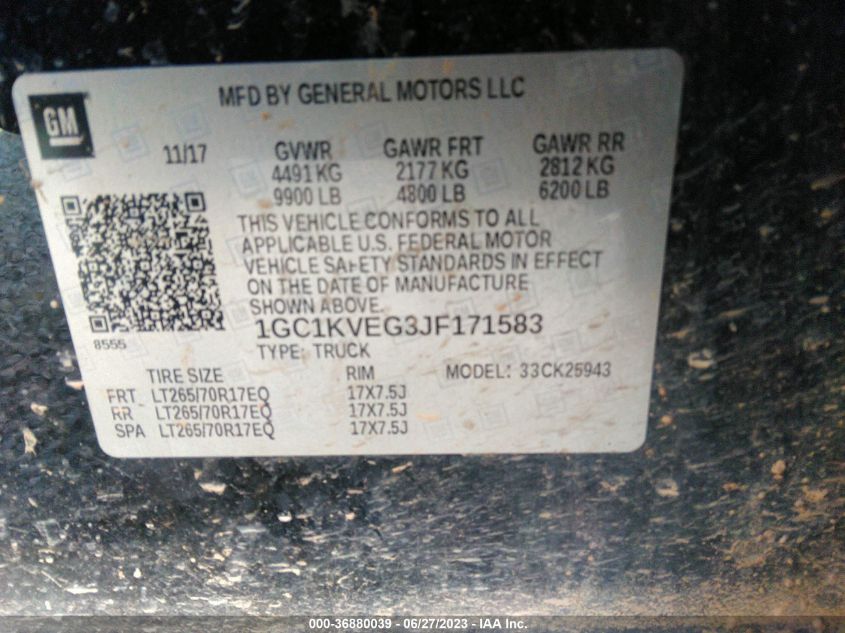 MFD BY GENERAL MOTORS LLC
GM
11/17 GVWR GAWR FRT GAWR RR
4491 KG 2177 KG 2812 KG
9900 LB 4800 LB 6200 LB
THIS VEHICLE CONFORMS TO ALL
APPLICABLE U.S. FEDERAL MOTOR
VEHICLE SAFETY STANDARDS IN EFFECT
ON THE DATE OF MANUFACTURE
SHOWN ABOVE.
8555
1GC1KVEG3JF171583
TYPE: TRUCK
TIRE SIZE RIM MODEL: 33CK25943
FRT LT265/70R17EQ 17X7.5J
RR LT265/70R17EQ 17X7.5J
SPA LT265/70R17EQ 17X7.5J
000-36880039 - 06/27/2023 - IAA Inc.